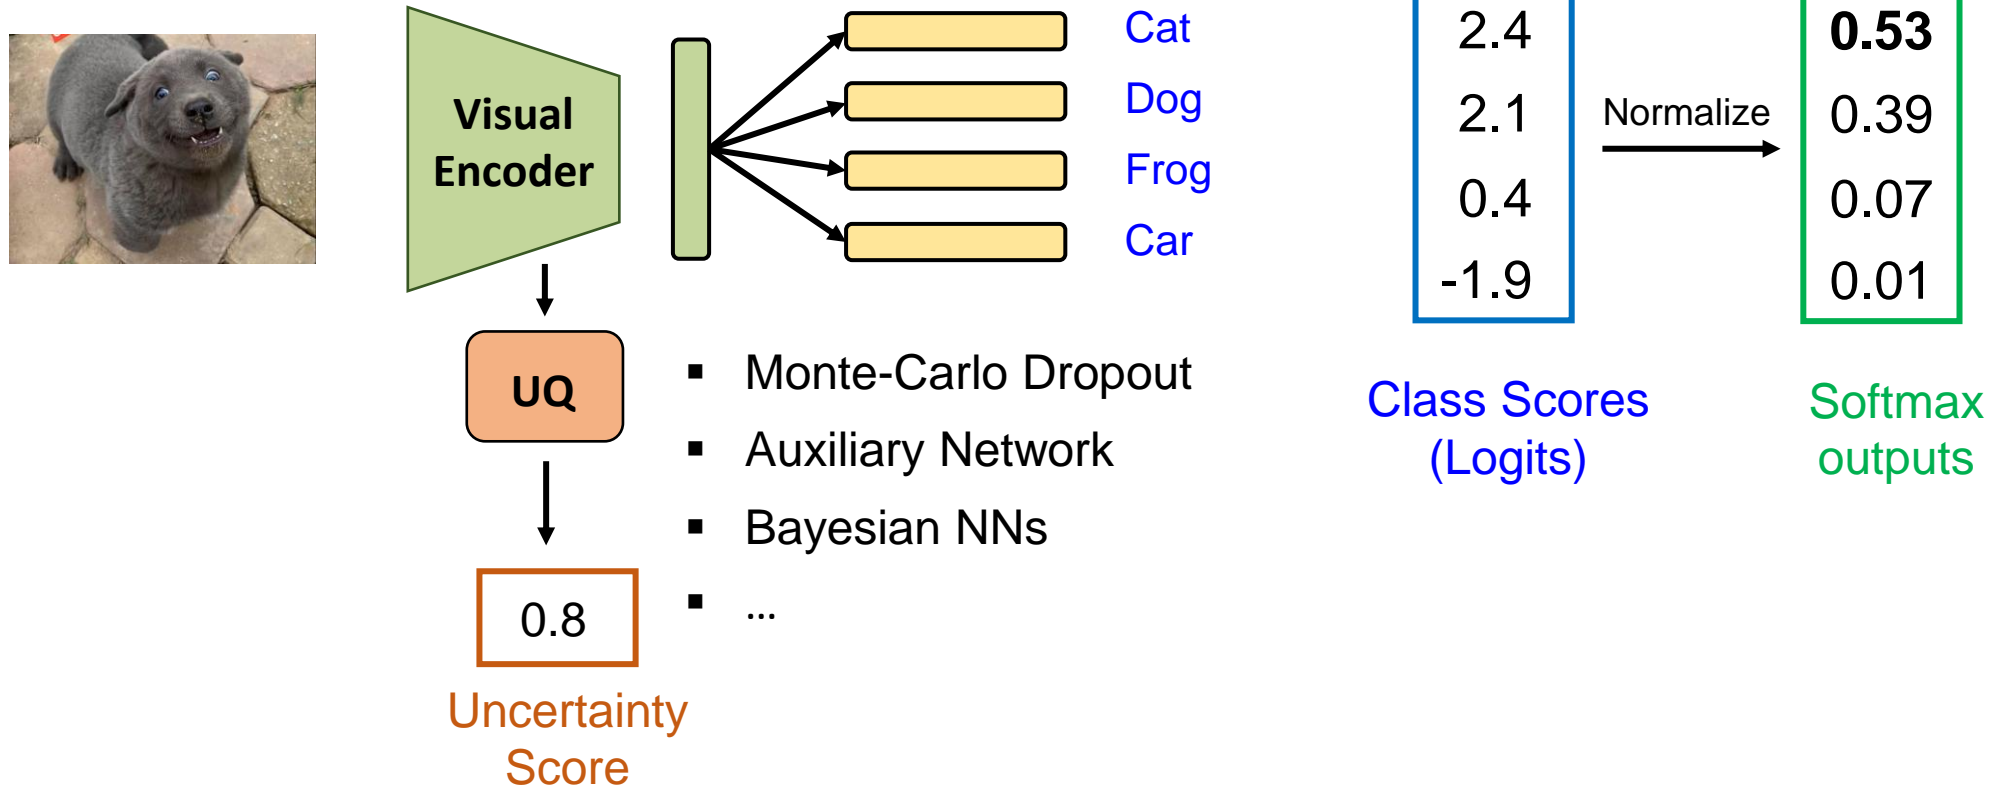 Visual
Encoder
Cat
Dog
Frog
Car
2.4
2.1
0.4
-1.9
Normalize
0.53
0.39
0.07
0.01
UQ
▪ Monte-Carlo Dropout
▪ Auxiliary Network
▪ Bayesian NNs
▪ ...
Class Scores
(Logits)
Softmax
outputs
0.8
Uncertainty
Score